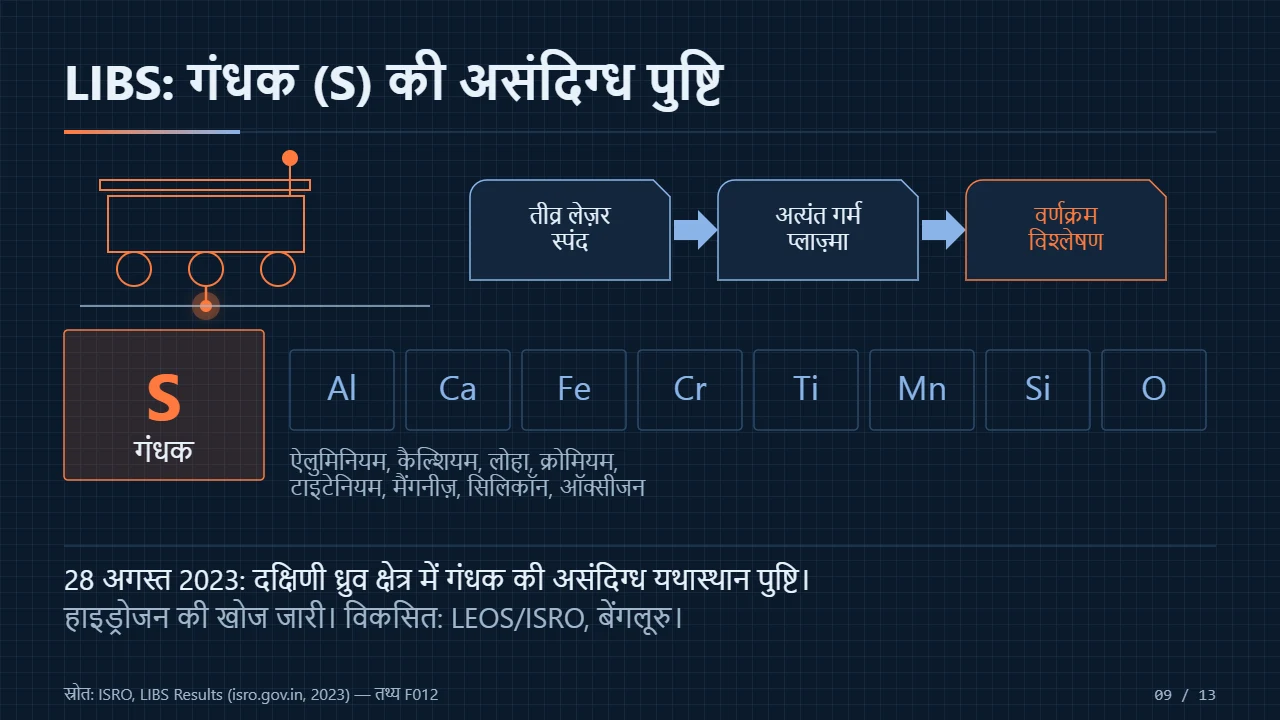 LIBS: गंधक (S) की असंदिग्ध पुष्टि
तीव्र लेज़र
स्पंद
अत्यंत गर्म
प्लाज़्मा
वर्णक्रम
विश्लेषण
S
गंधक
Al
Ca
Fe
Cr
Ti
Mn
Si
O
ऐलुमिनियम, कैल्शियम, लोहा, क्रोमियम,
टाइटेनियम, मैंगनीज़, सिलिकॉन, ऑक्सीजन
28 अगस्त 2023: दक्षिणी ध्रुव क्षेत्र में गंधक की असंदिग्ध यथास्थान पुष्टि।
हाइड्रोजन की खोज जारी। विकसित: LEOS/ISRO, बेंगलूरु।
स्रोत: ISRO, LIBS Results (isro.gov.in, 2023) — तथ्य F012
09 / 13